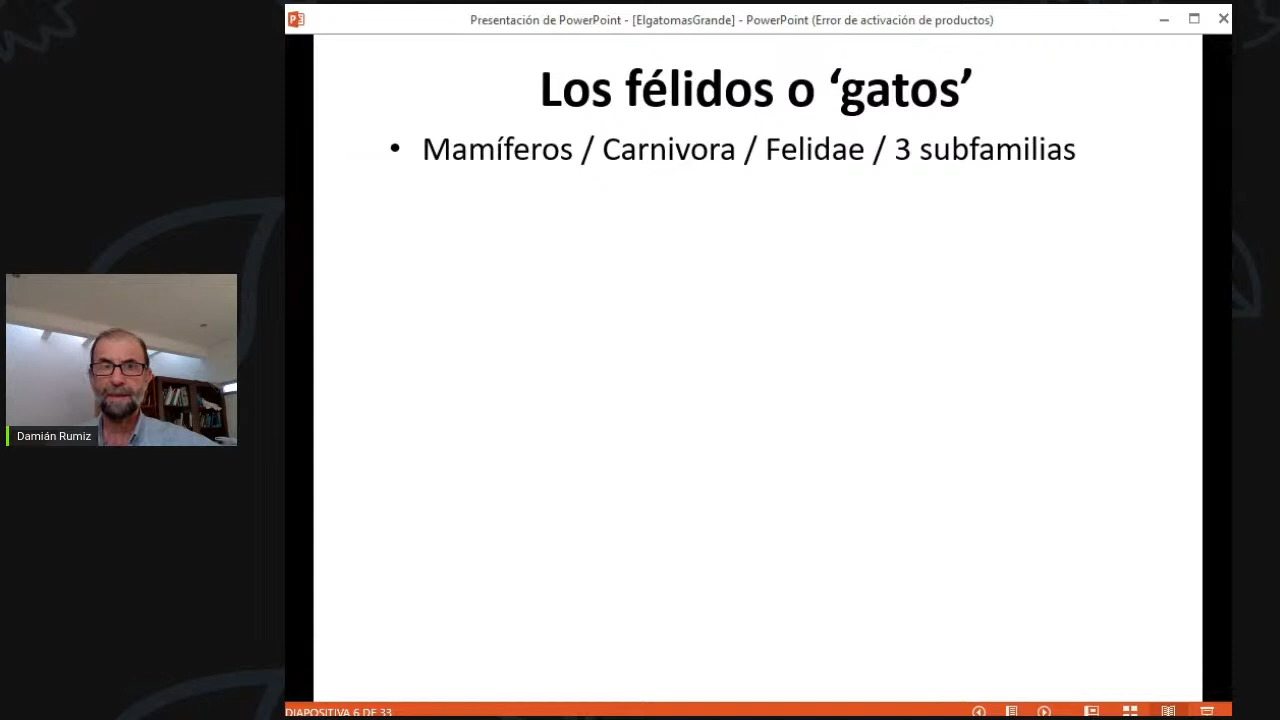 Presentación de PowerPoint - [ElgatomasGrande] - PowerPoint (Error de activación de productos)
Los félidos o ‘gatos’
• Mamíferos / Carnivora / Felidae / 3 subfamilias
Damián Rumiz
DIAPOSITIVA 6 DE 33